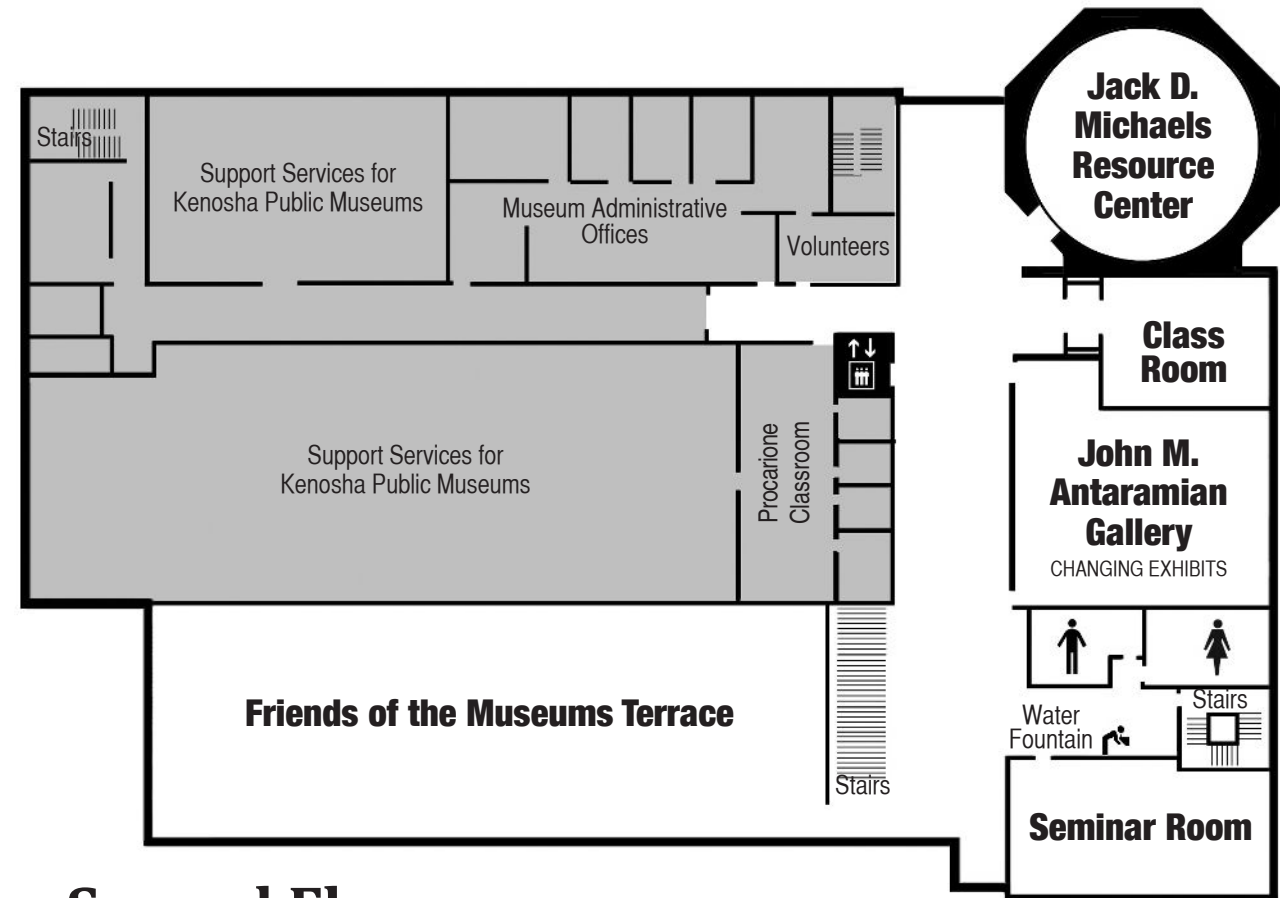 Jack D.
Michaels
Resource
Center
Stairs
Support Services for
Kenosha Public Museums
Museum Administrative
Offices
Volunteers
Class
Room
Support Services for
Kenosha Public Museums
Procarione
Classroom
John M.
Antaramian
Gallery
CHANGING EXHIBITS
Friends of the Museums Terrace
Stairs
Water
Fountain
Stairs
Seminar Room